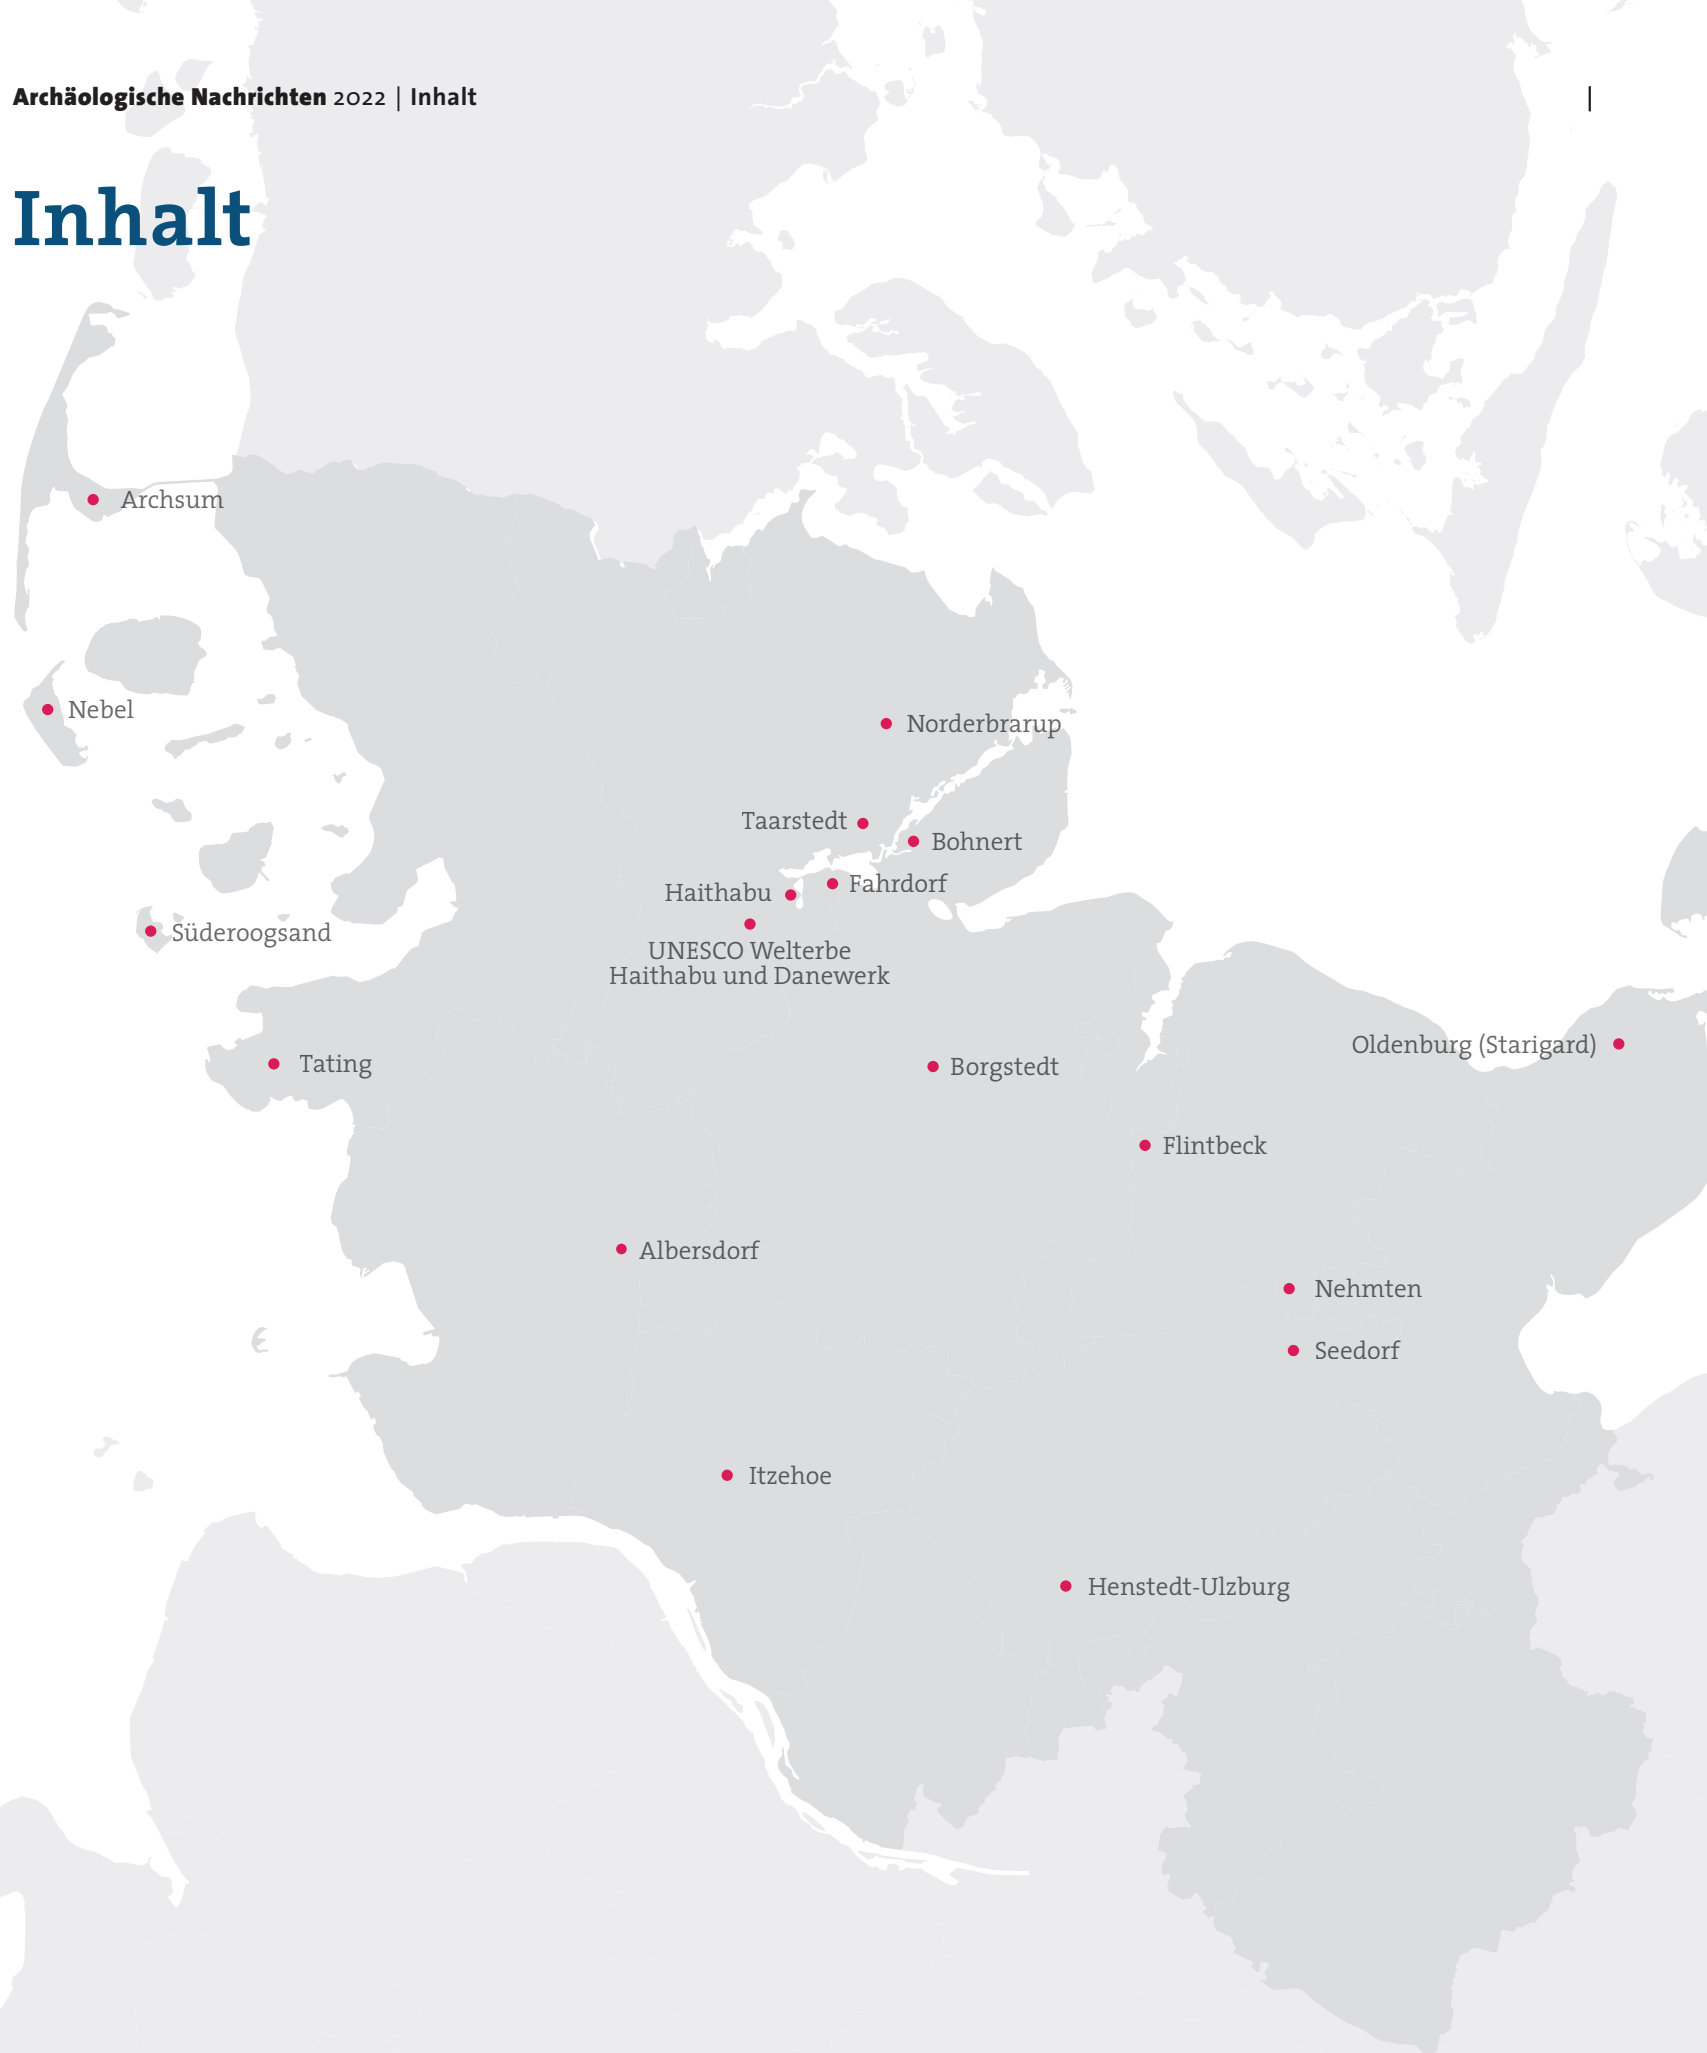 Archäologische Nachrichten 2022 | Inhalt |
Inhalt
Archsum
Nebel
Norderbrarup
Taarstedt
Bohnert
Fahrdorf
Haithabu
Süderoogsand
UNESCO Welterbe
Haithabu und Danewerk
Oldenburg (Starigard)
Tating
Borgstedt
Flintbeck
Albersdorf
Nehmten
Seedorf
Itzehoe
Henstedt-Ulzburg